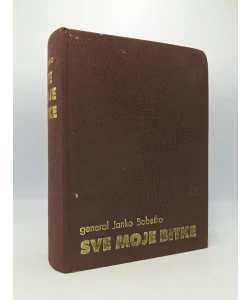 general Janko Bobetko
SVE MOJE BITKE